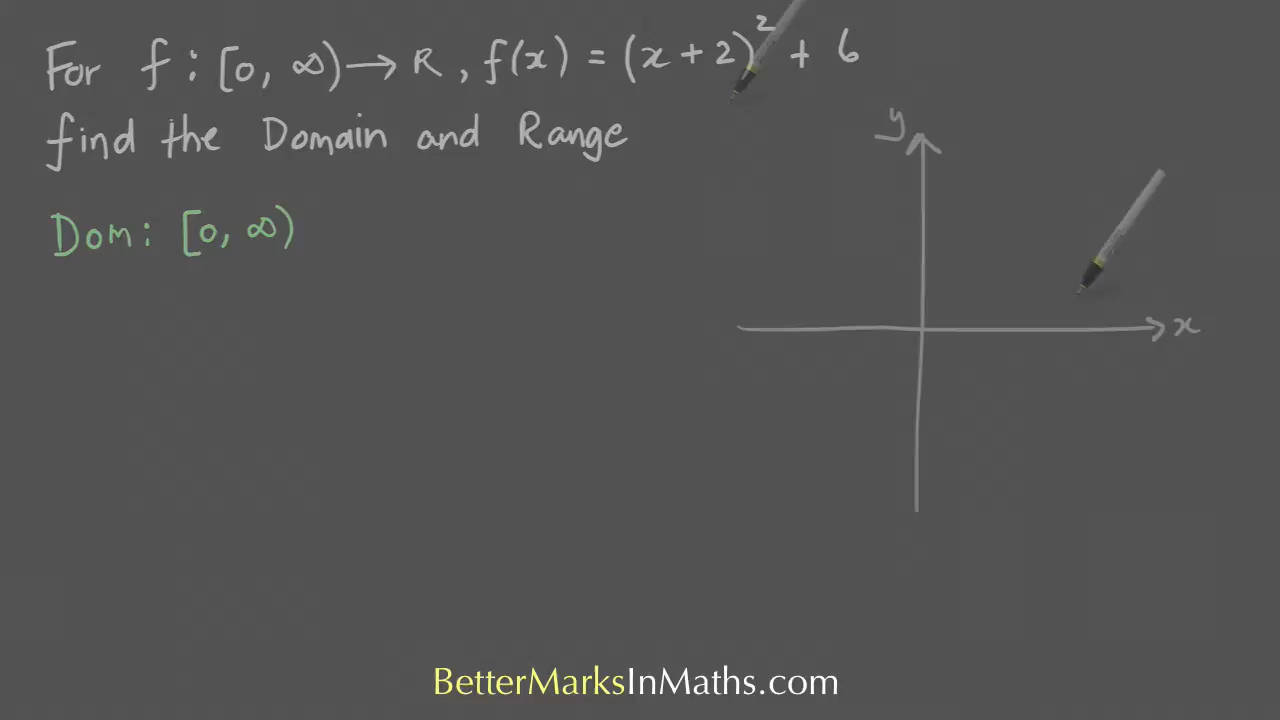 For f : [0, ∞) → R, f(x) = (x + 2)² + 6
find the Domain and Range
Dom: [0, ∞)
y
x
BetterMarksInMaths.com